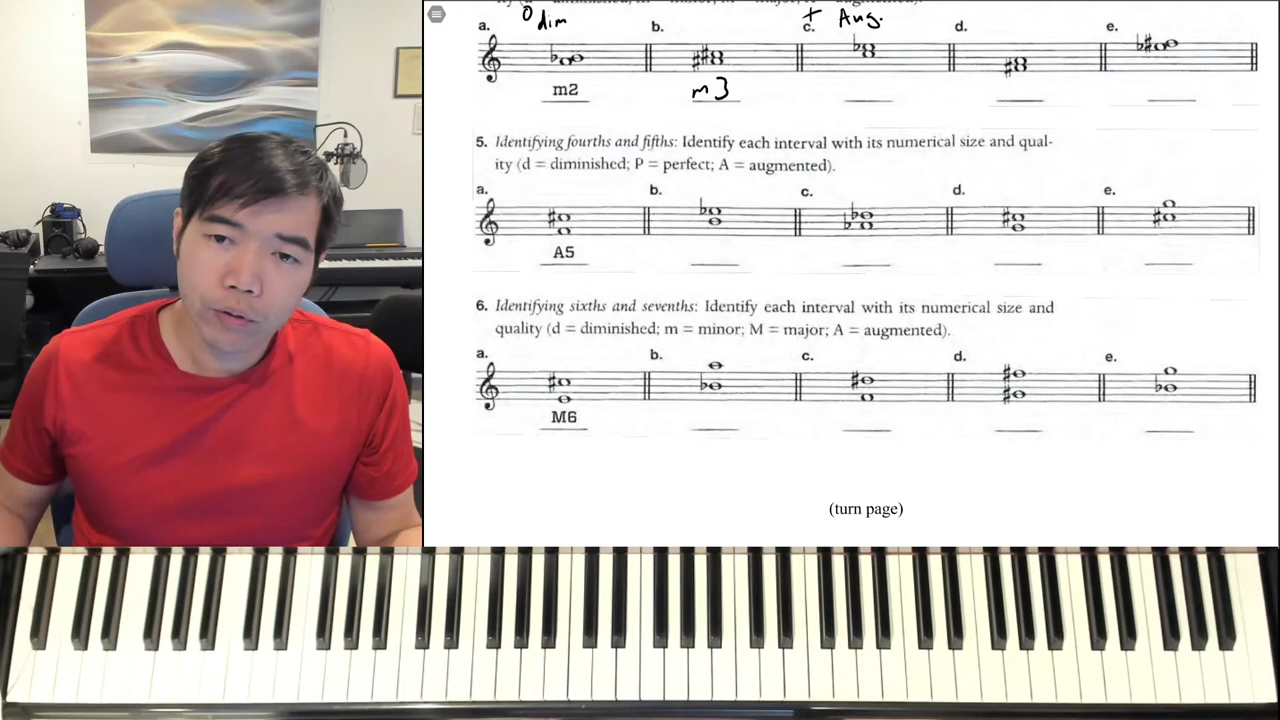 o dim + Aug.
a. b. c. d. e.
m2 m3
5. Identifying fourths and fifths: Identify each interval with its numerical size and qual-
ity (d = diminished; P = perfect; A = augmented).
a. b. c. d. e.
A5
6. Identifying sixths and sevenths: Identify each interval with its numerical size and
quality (d = diminished; m = minor; M = major; A = augmented).
a. b. c. d. e.
M6
(turn page)